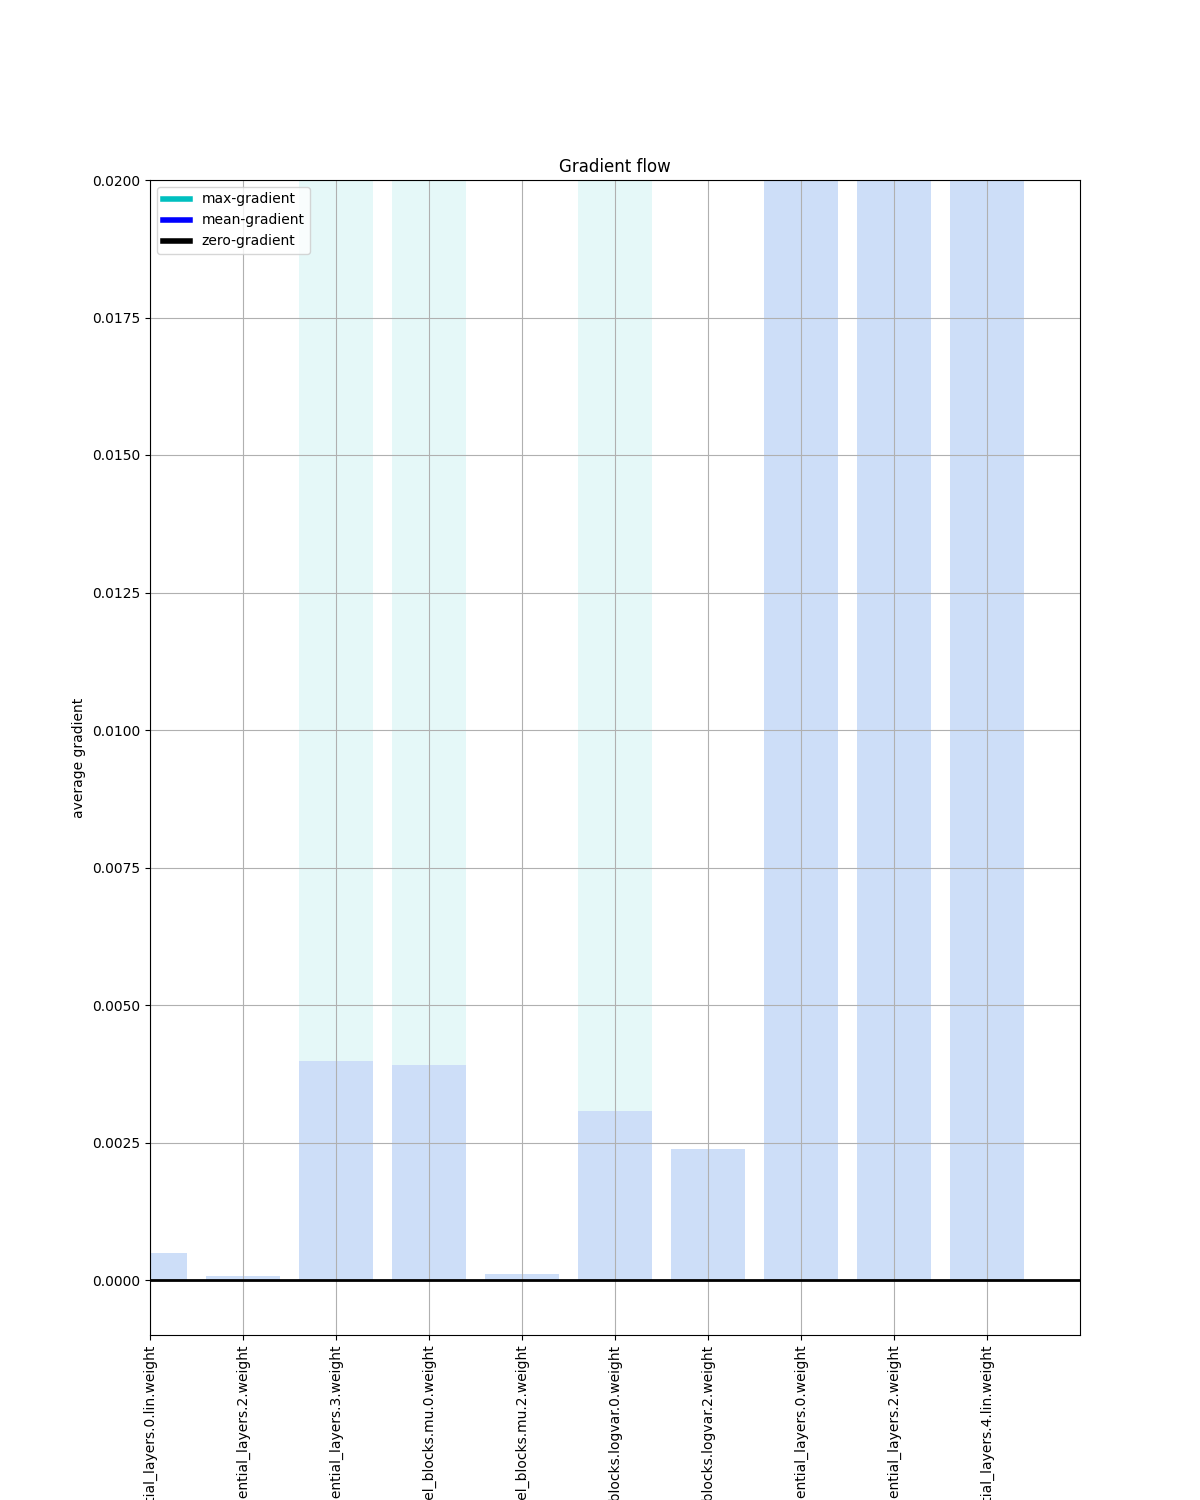 Gradient flow
max-gradient
mean-gradient
zero-gradient
0.0200
0.0175
0.0150
0.0125
0.0100
0.0075
0.0050
0.0025
0.0000
average gradient
tial_layers.0.lin.weight
ential_layers.2.weight
ential_layers.3.weight
el_blocks.mu.0.weight
el_blocks.mu.2.weight
blocks.logvar.0.weight
blocks.logvar.2.weight
ential_layers.0.weight
ential_layers.2.weight
tial_layers.4.lin.weight